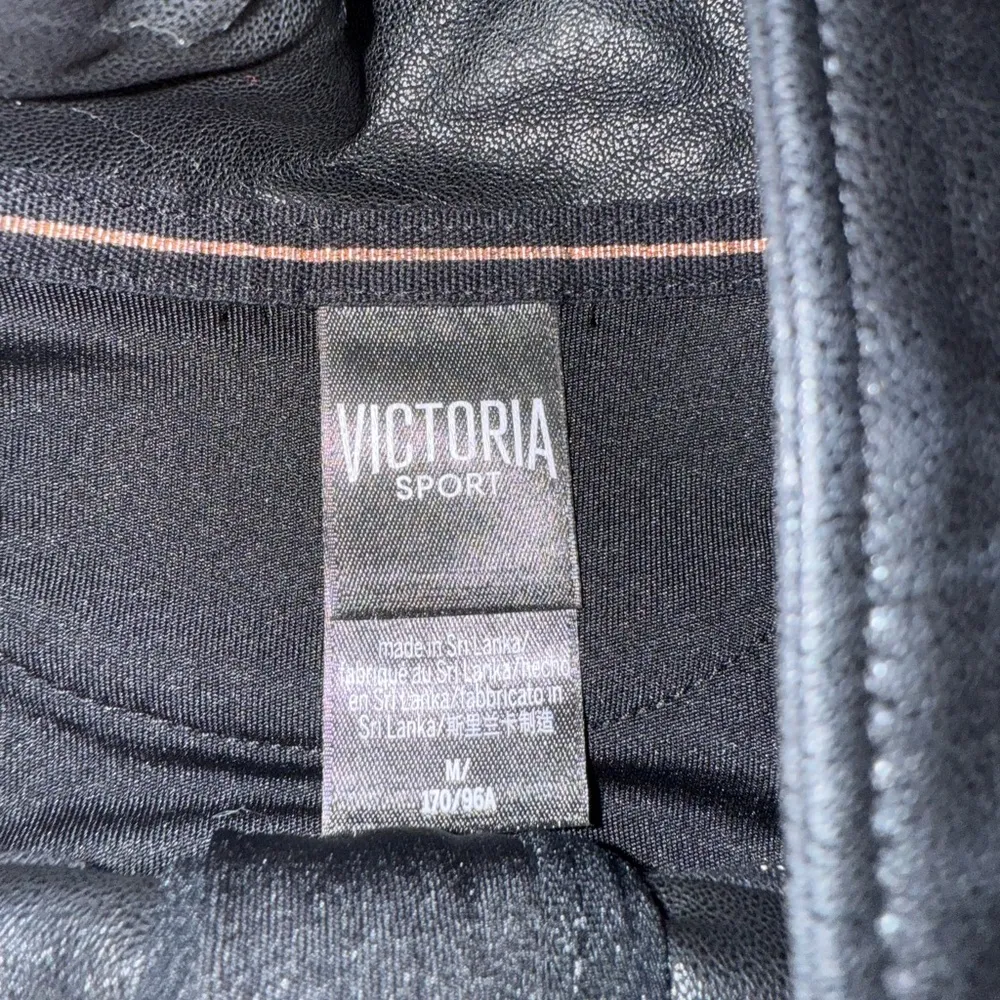 VICTORIA
SPORT
made in Sri Lanka/
fabriqué au Sri Lanka/hecho
en Sri Lanka/fabbricato in
Sri Lanka/斯里兰卡制造
M/
170/96A